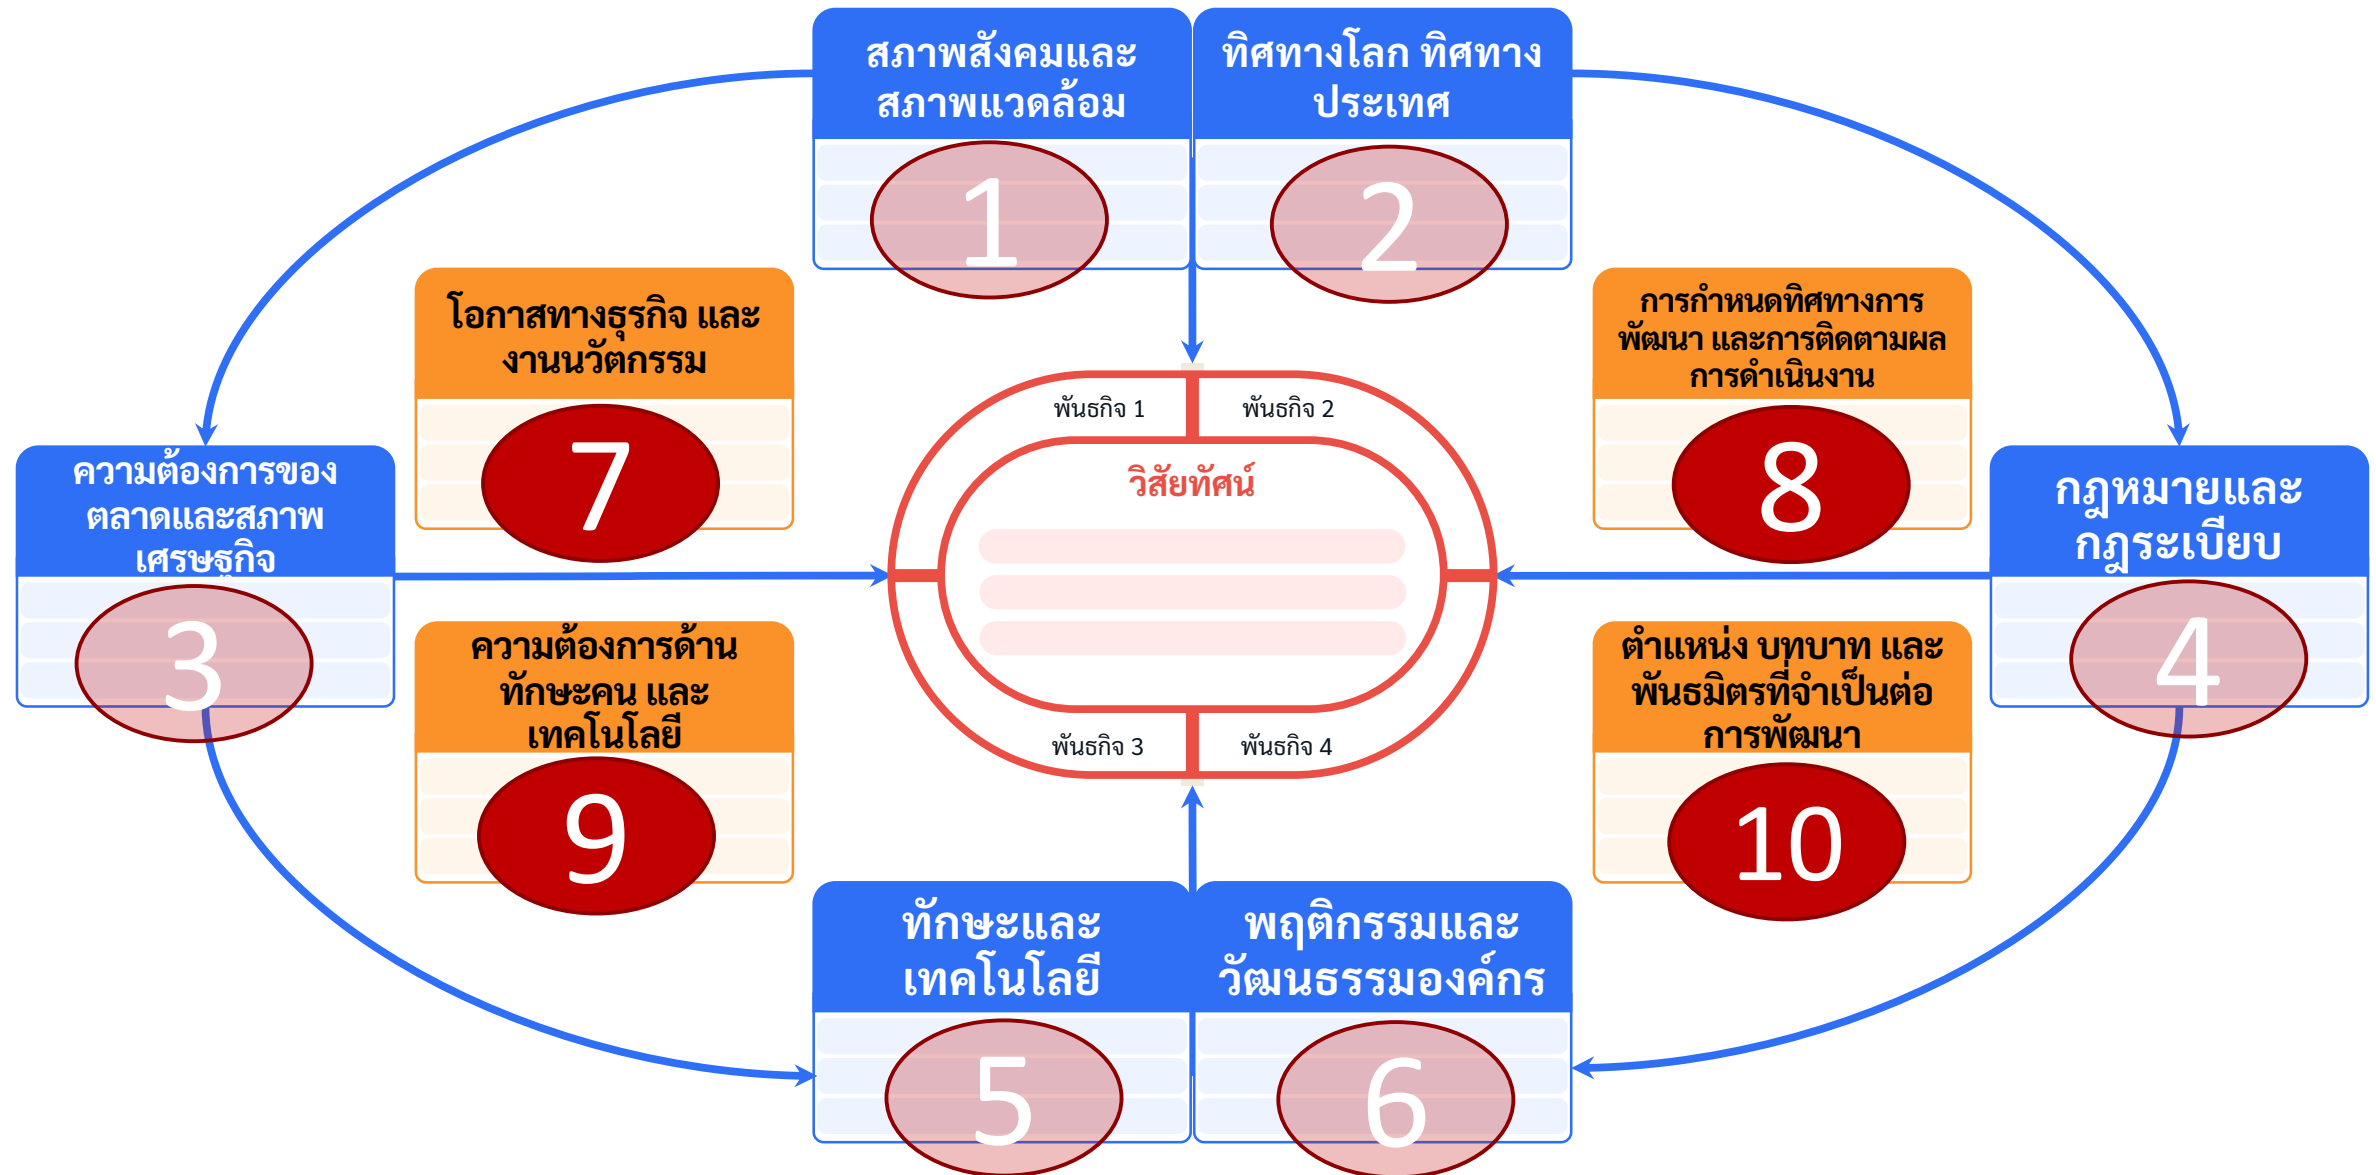 สภาพสังคมและ
สภาพแวดล้อม
1
ทิศทางโลก ทิศทาง
ประเทศ
2
โอกาสทางธุรกิจ และ
งานนวัตกรรม
7
การกำหนดทิศทางการ
พัฒนา และการติดตามผล
การดำเนินงาน
8
ความต้องการของ
ตลาดและสภาพ
เศรษฐกิจ
3
พันธกิจ 1
พันธกิจ 2
วิสัยทัศน์
พันธกิจ 3
พันธกิจ 4
กฎหมายและ
กฎระเบียบ
4
ความต้องการด้าน
ทักษะคน และ
เทคโนโลยี
9
ตำแหน่ง บทบาท และ
พันธมิตรที่จำเป็นต่อ
การพัฒนา
10
ทักษะและ
เทคโนโลยี
5
พฤติกรรมและ
วัฒนธรรมองค์กร
6